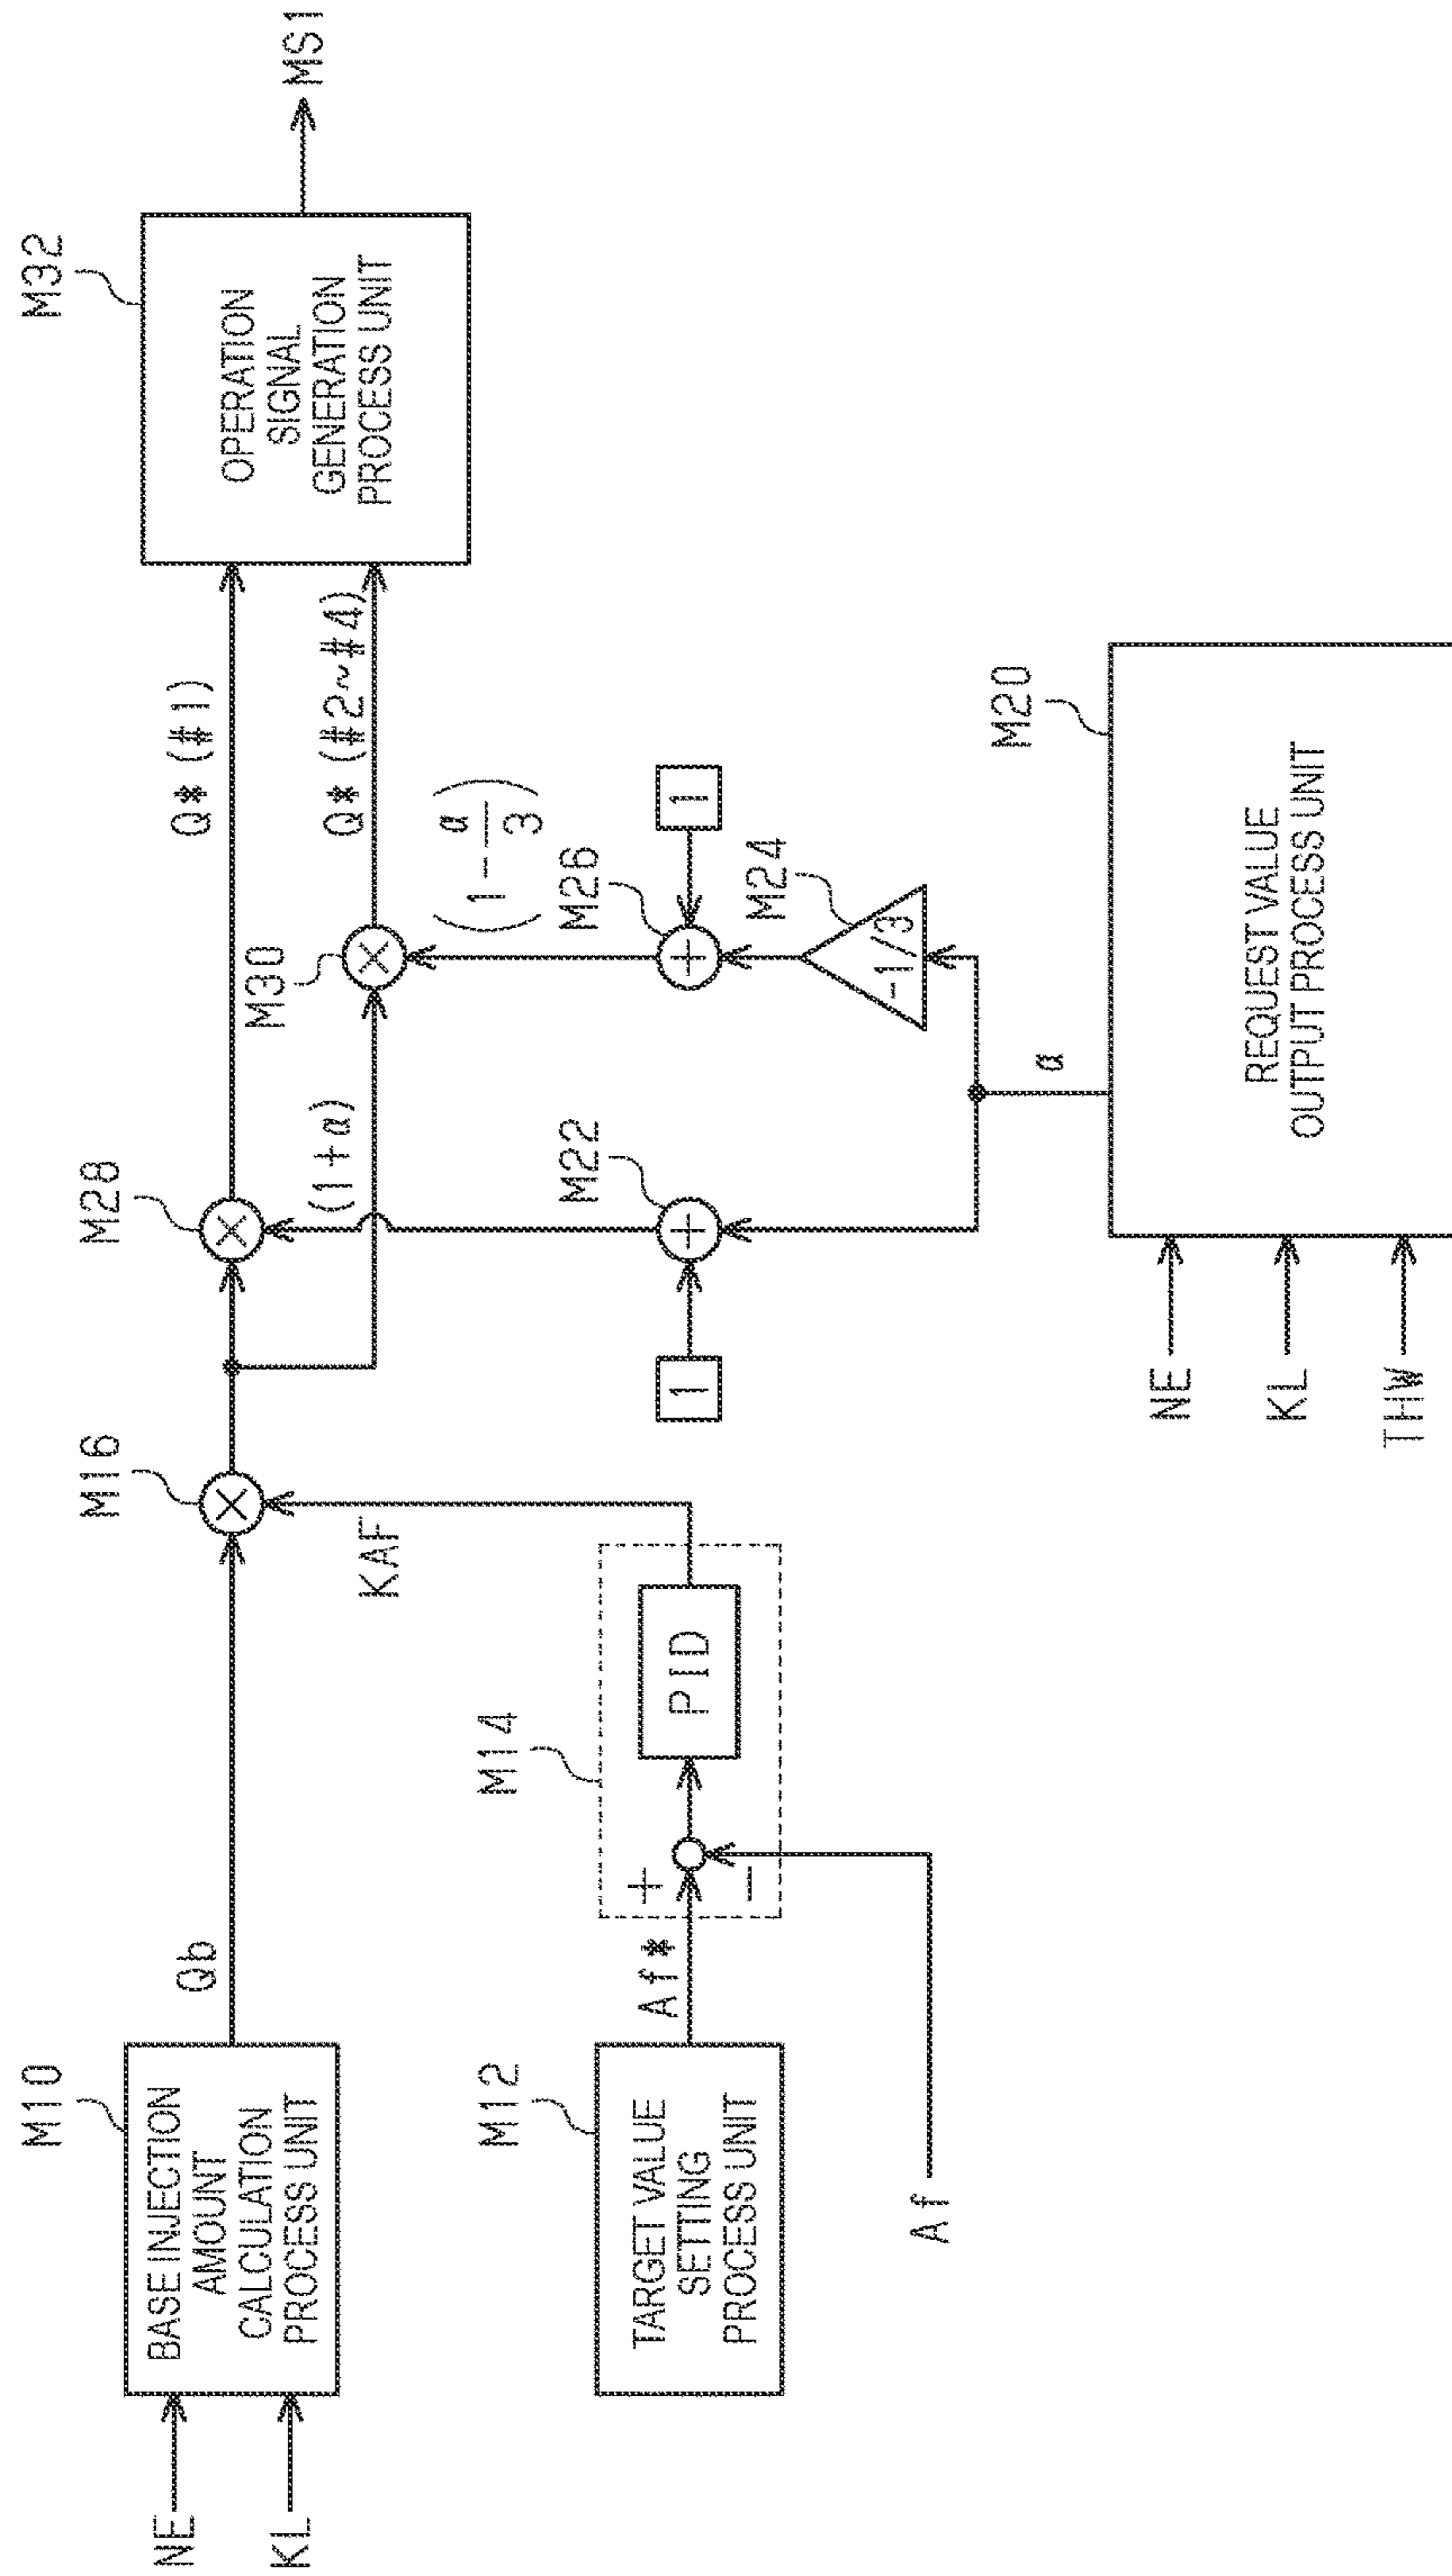 NE
KL
M10
BASE INJECTION
AMOUNT
CALCULATION
PROCESS UNIT
Qb
M16
KAF
M28
Q* (#1)
(1+α)
M30
Q* (#2~#4)
(1-α/3)
M32
OPERATION
SIGNAL
GENERATION
PROCESS UNIT
MS1
M12
TARGET VALUE
SETTING
PROCESS UNIT
Af*
M14
+
-
PID
Af
1
M22
+
M26
+
1
M24
-1/3
α
M20
REQUEST VALUE
OUTPUT PROCESS UNIT
NE
KL
THW